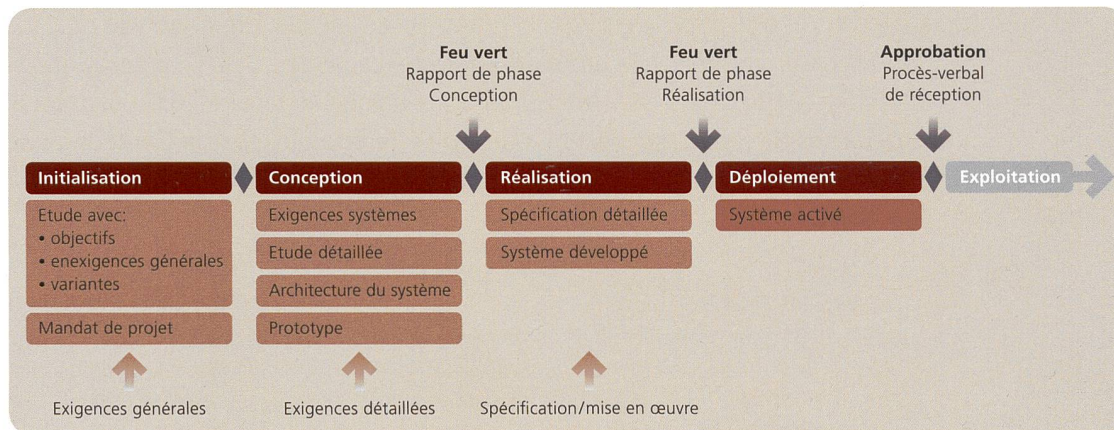 Feu vert
Rapport de phase
Conception
Feu vert
Rapport de phase
Réalisation
Approbation
Procès-verbal
de réception
Initialisation
Conception
Réalisation
Déploiement
Exploitation
Etude avec:
• objectifs
• enexigences générales
• variantes
Mandat de projet
Exigences systèmes
Etude détaillée
Architecture du système
Prototype
Spécification détaillée
Système développé
Système activé
Exigences générales
Exigences détaillées
Spécification/mise en œuvre